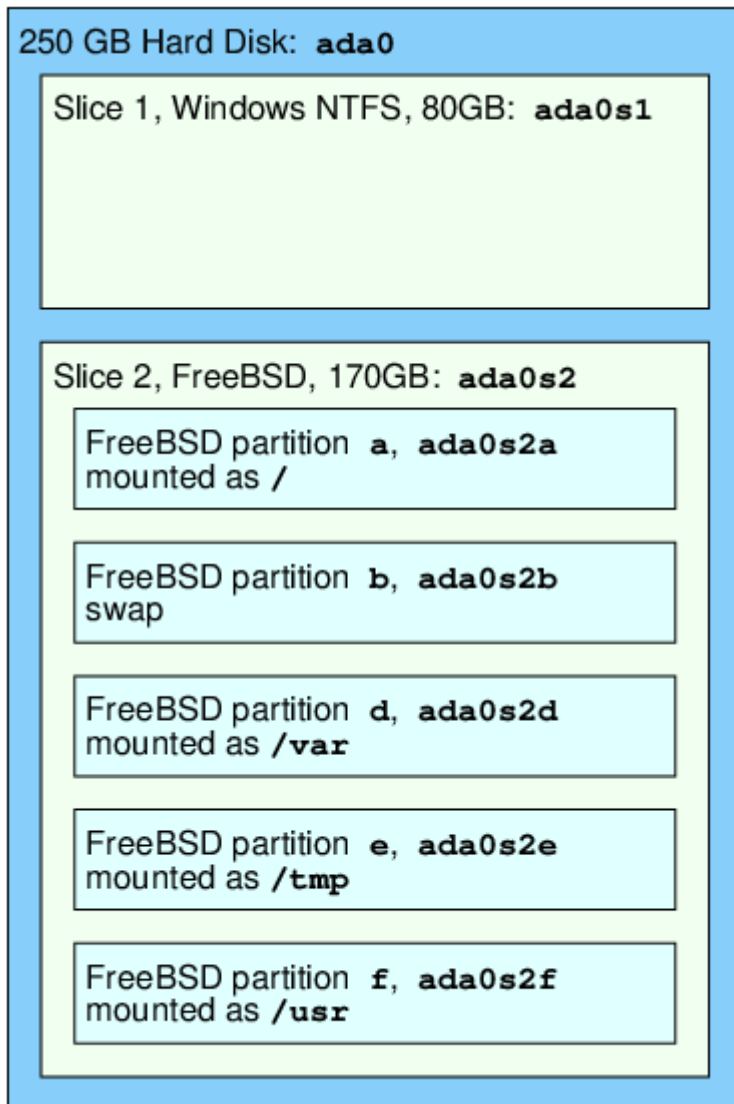 250 GB Hard Disk: ada0
Slice 1, Windows NTFS, 80GB: ada0s1
Slice 2, FreeBSD, 170GB: ada0s2
FreeBSD partition a, ada0s2a
mounted as /
FreeBSD partition b, ada0s2b
swap
FreeBSD partition d, ada0s2d
mounted as /var
FreeBSD partition e, ada0s2e
mounted as /tmp
FreeBSD partition f, ada0s2f
mounted as /usr